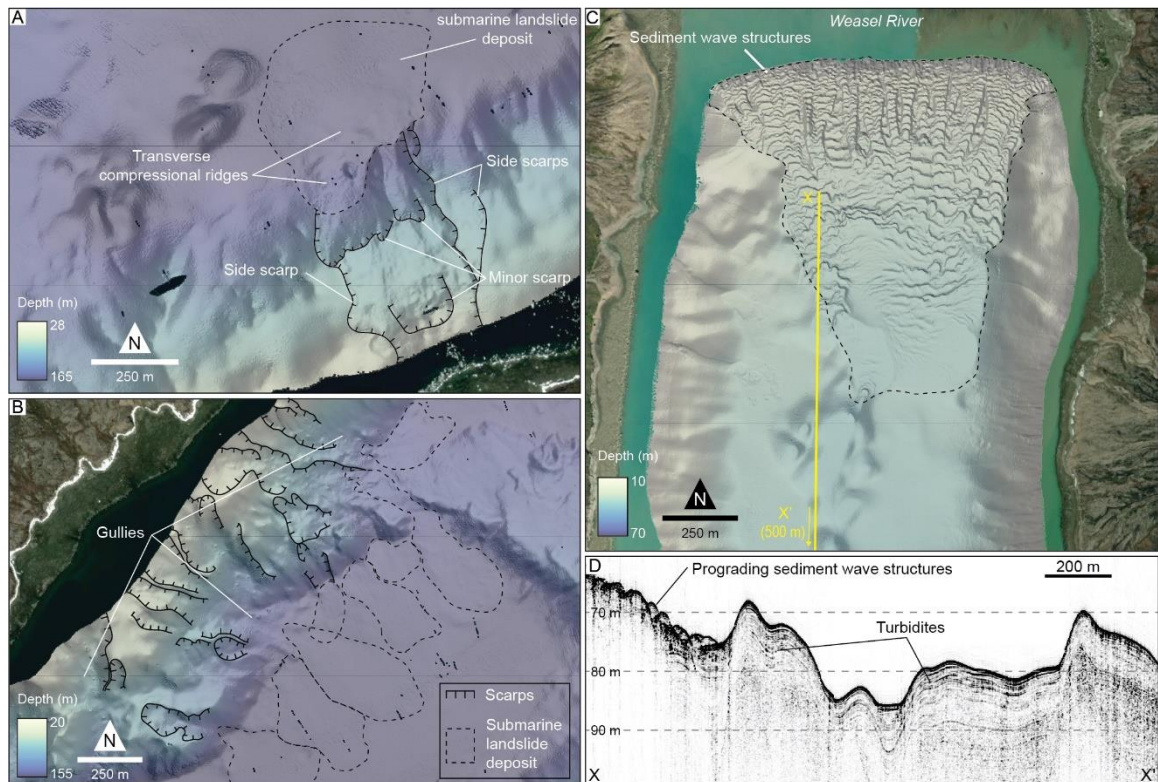 A
submarine landslide
deposit
Transverse
compressional ridges
Side scarps
Side scarp
Minor scarp
Depth (m)
28
165
N
250 m
B
Gullies
Depth (m)
20
155
N
250 m
Scarps
Submarine
landslide
deposit
C
Weasel River
Sediment wave structures
X
Depth (m)
10
70
N
250 m
X'
(500 m)
D
Prograding sediment wave structures
200 m
70 m
Turbidites
80 m
90 m
X
X'